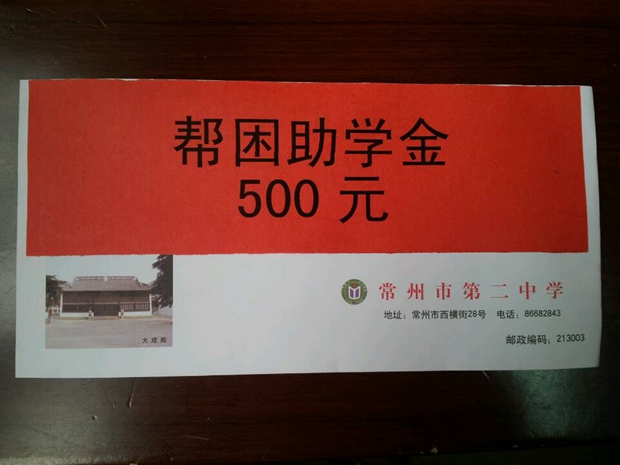 帮困助学金
500 元
大成殿
常州市第二中学
地址：常州市西横街28号 电话：86682843
邮政编码：213003